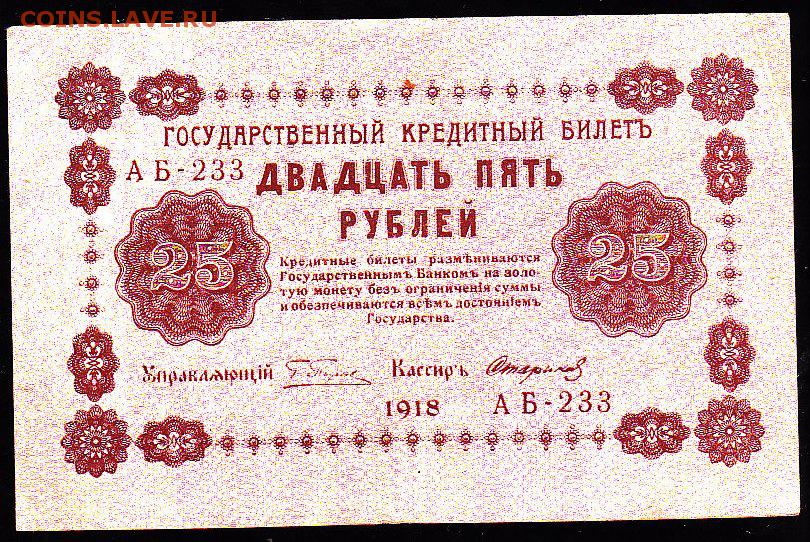 COINS.LAVE.RU
ГОСУДАРСТВЕННЫЙ КРЕДИТНЫЙ БИЛЕТЪ
АБ-233
ДВАДЦАТЬ ПЯТЬ
РУБЛЕЙ
25
25
Кредитные билеты размѣниваются
Государственнымъ Банкомъ на золо-
тую монету безъ ограниченія суммы
и обезпечиваются всѣмъ достояніемъ
Государства.
Управляющій
Кассиръ
Стариков
1918
АБ-233